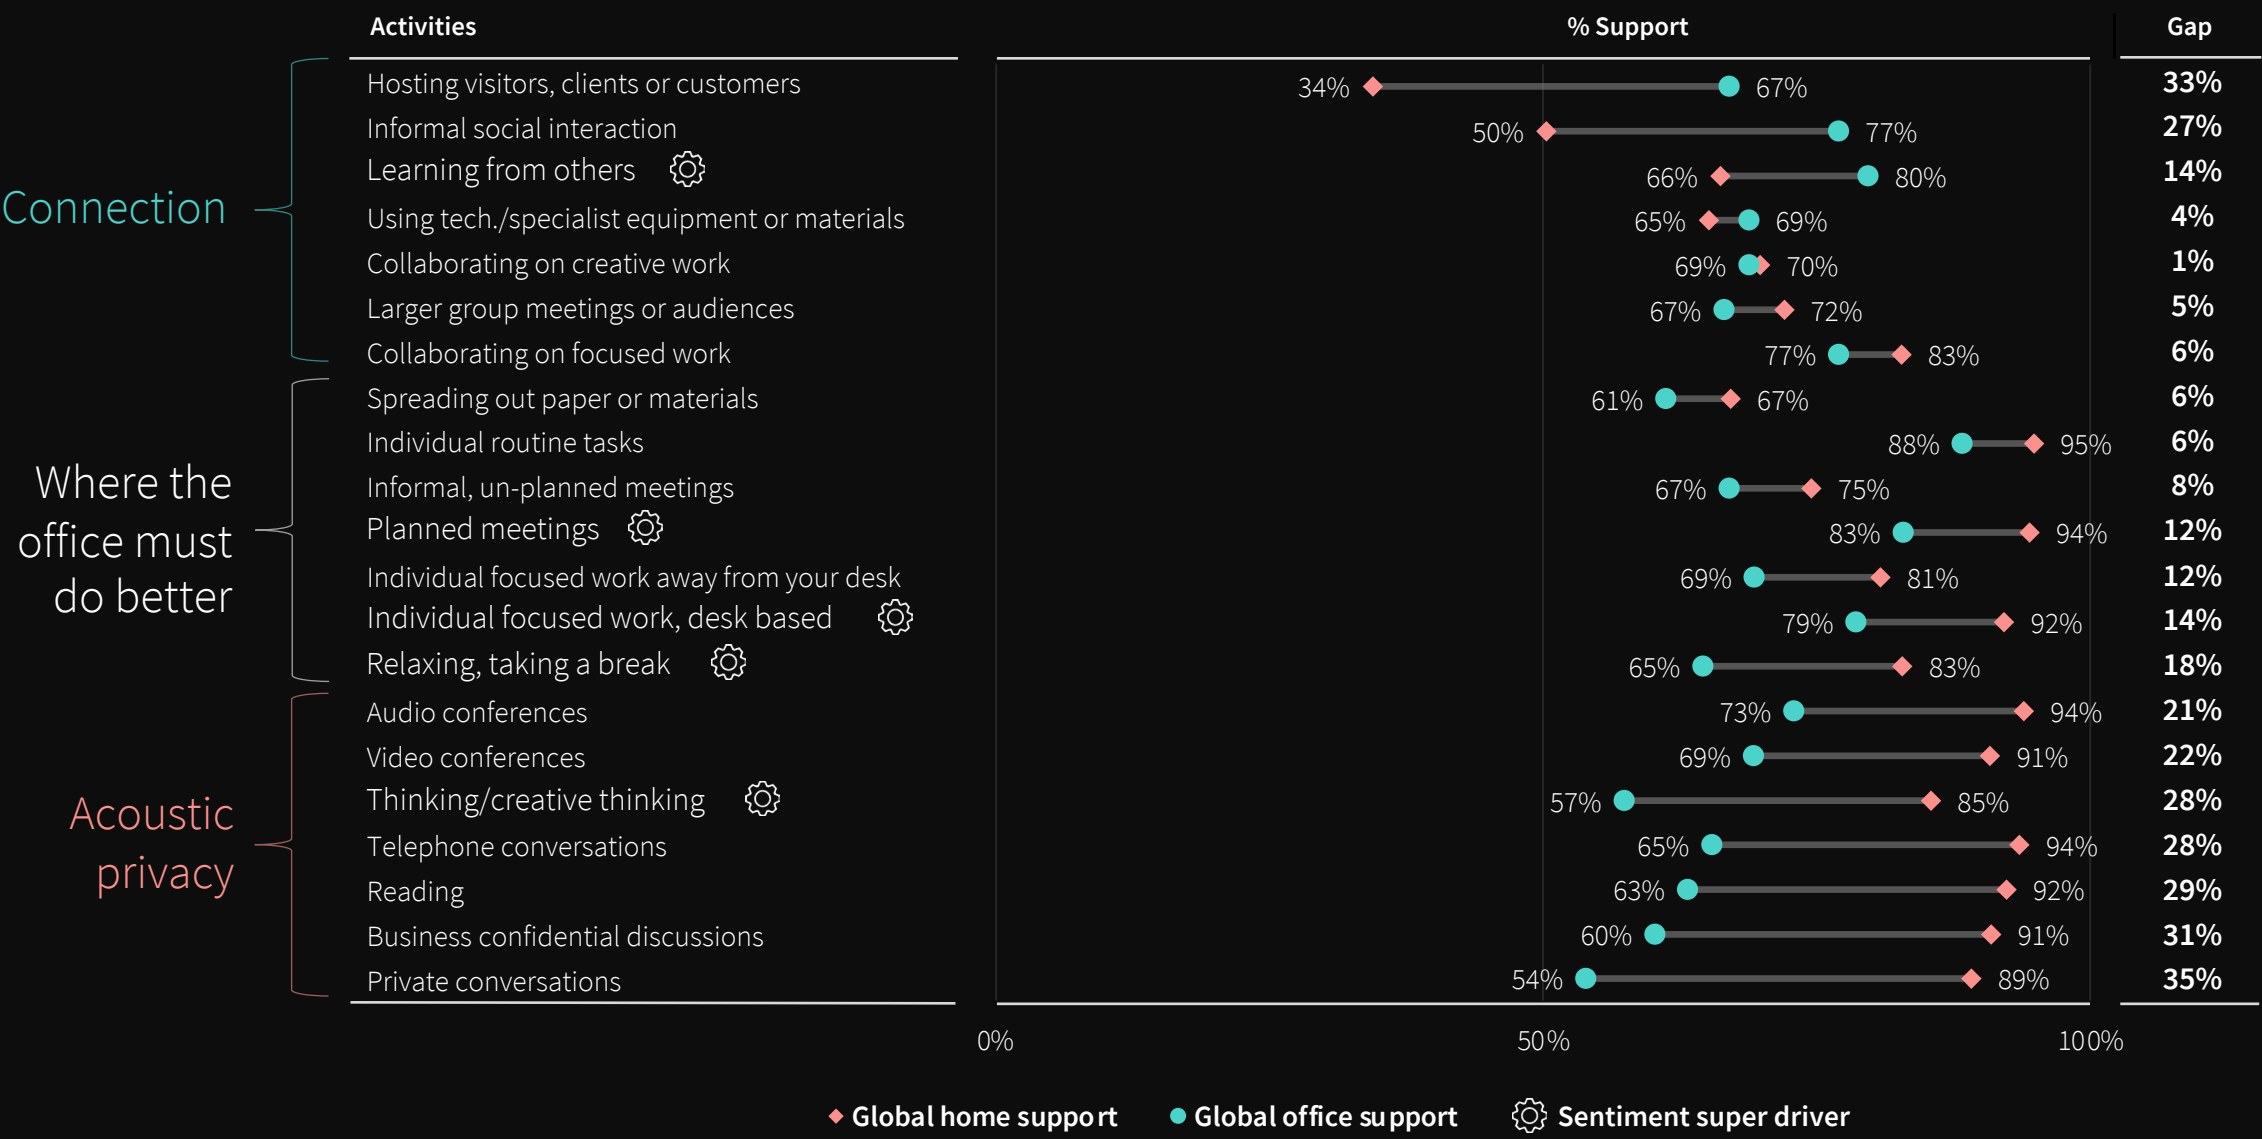 Activities % Support Gap
Hosting visitors, clients or customers 34% 67% 33%
Informal social interaction 50% 77% 27%
Learning from others 66% 80% 14%
Connection
Using tech./specialist equipment or materials 65% 69% 4%
Collaborating on creative work 69% 70% 1%
Larger group meetings or audiences 67% 72% 5%
Collaborating on focused work 77% 83% 6%
Spreading out paper or materials 61% 67% 6%
Individual routine tasks 88% 95% 6%
Where the
office must
do better
Informal, un-planned meetings 67% 75% 8%
Planned meetings 83% 94% 12%
Individual focused work away from your desk 69% 81% 12%
Individual focused work, desk based 79% 92% 14%
Relaxing, taking a break 65% 83% 18%
Audio conferences 73% 94% 21%
Video conferences 69% 91% 22%
Acoustic
privacy
Thinking/creative thinking 57% 85% 28%
Telephone conversations 65% 94% 28%
Reading 63% 92% 29%
Business confidential discussions 60% 91% 31%
Private conversations 54% 89% 35%
0% 50% 100%
Global home support Global office support Sentiment super driver